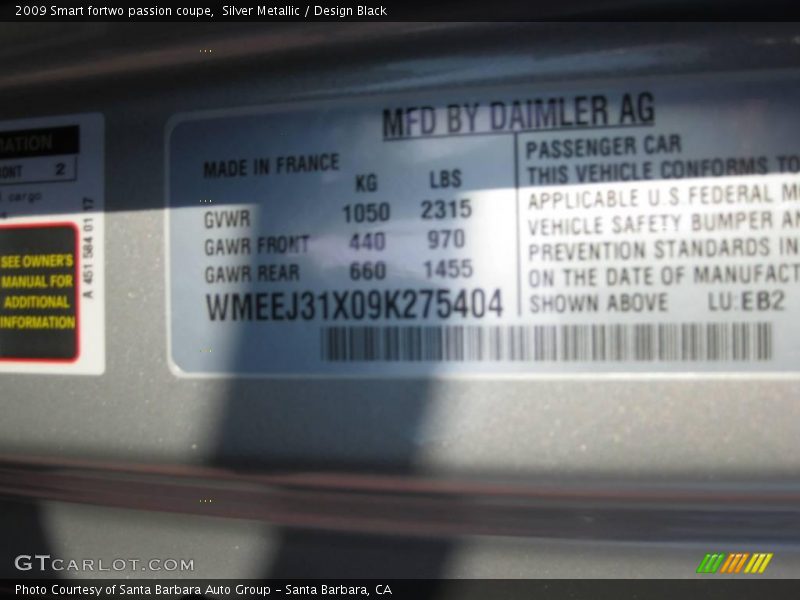 2009 Smart fortwo passion coupe,  Silver Metallic / Design Black
MFD BY DAIMLER AG
MADE IN FRANCE
KG LBS
GVWR 1050 2315
GAWR FRONT 440 970
GAWR REAR 660 1455
WMEEJ31X09K275404
PASSENGER CAR
THIS VEHICLE CONFORMS TO
APPLICABLE U.S.FEDERAL M
VEHICLE SAFETY BUMPER AN
PREVENTION STANDARDS IN
ON THE DATE OF MANUFACT
SHOWN ABOVE LU:EB2
ATION
ONT 2
cargo
SEE OWNER'S
MANUAL FOR
ADDITIONAL
INFORMATION
A 451 584 01 17
GTCARLOT.COM
Photo Courtesy of Santa Barbara Auto Group - Santa Barbara, CA